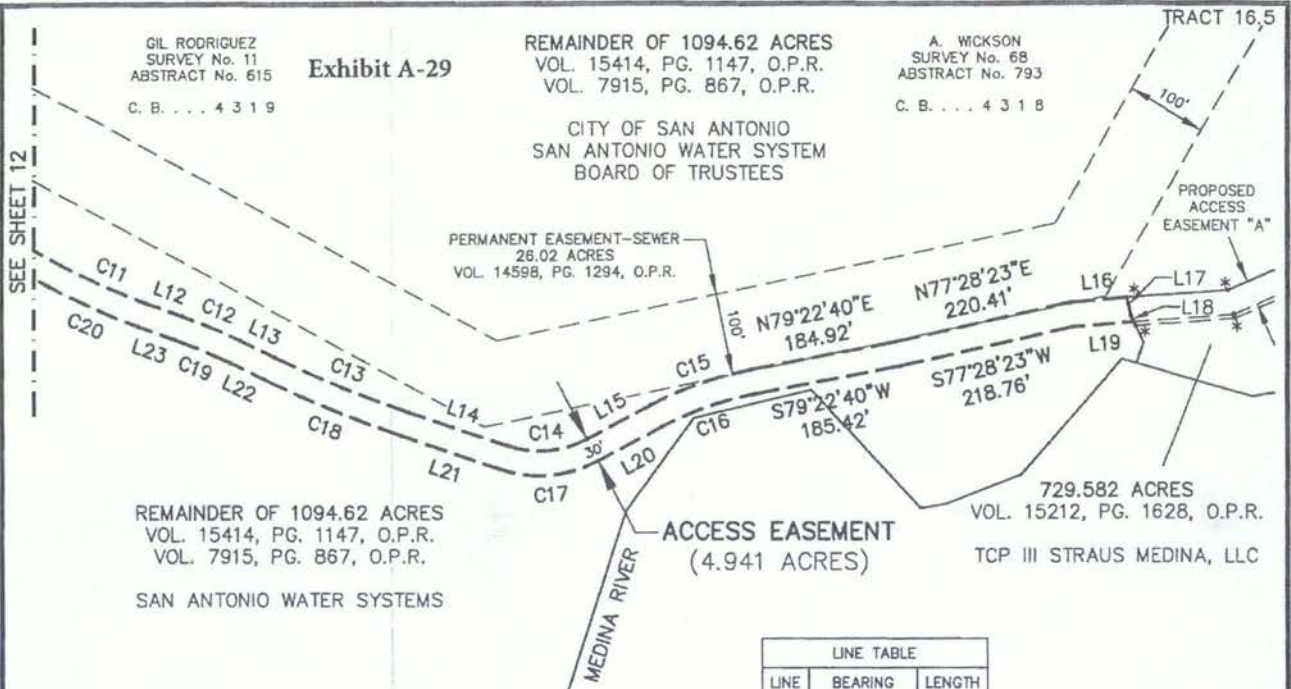 TRACT 16,5
GIL RODRIGUEZ
SURVEY No. 11
ABSTRACT No. 615
C. B. . . . 4 3 1 9
Exhibit A-29
REMAINDER OF 1094.62 ACRES
VOL. 15414, PG. 1147, O.P.R.
VOL. 7915, PG. 867, O.P.R.
CITY OF SAN ANTONIO
SAN ANTONIO WATER SYSTEM
BOARD OF TRUSTEES
A. WICKSON
SURVEY No. 68
ABSTRACT No. 793
C. B. . . . 4 3 1 8
100'
SEE SHEET 12
PROPOSED
ACCESS
EASEMENT "A"
PERMANENT EASEMENT-SEWER
26.02 ACRES
VOL. 14598, PG. 1294, O.P.R.
100'
C11
L12
C12
L13
C13
L14
C14
L15
C15
N79°22'40"E
184.92'
N77°28'23"E
220.41'
L16
L17
L18
L19
C20
L23
C19
L22
C18
L21
C17
30'
L20
C16
S79°22'40"W
185.42'
S77°28'23"W
218.76'
REMAINDER OF 1094.62 ACRES
VOL. 15414, PG. 1147, O.P.R.
VOL. 7915, PG. 867, O.P.R.
SAN ANTONIO WATER SYSTEMS
MEDINA RIVER
ACCESS EASEMENT
(4.941 ACRES)
729.582 ACRES
VOL. 15212, PG. 1628, O.P.R.
TCP III STRAUS MEDINA, LLC
LINE TABLE
LINE BEARING LENGTH